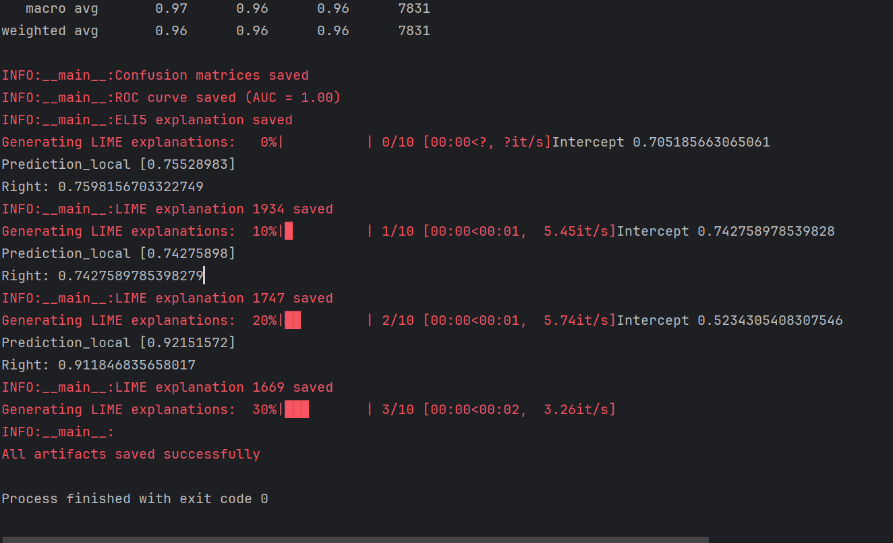 macro avg       0.97      0.96      0.96      7831
weighted avg       0.96      0.96      0.96      7831
INFO:__main__:Confusion matrices saved
INFO:__main__:ROC curve saved (AUC = 1.00)
INFO:__main__:ELI5 explanation saved
Generating LIME explanations:   0%|          | 0/10 [00:00<?, ?it/s]Intercept 0.705185663065061
Prediction_local [0.75528983]
Right: 0.7598156703322749
INFO:__main__:LIME explanation 1934 saved
Generating LIME explanations:  10%|█         | 1/10 [00:00<00:01,  5.45it/s]Intercept 0.742758978539828
Prediction_local [0.74275898]
Right: 0.7427589785398279
INFO:__main__:LIME explanation 1747 saved
Generating LIME explanations:  20%|██        | 2/10 [00:00<00:01,  5.74it/s]Intercept 0.5234305408307546
Prediction_local [0.92151572]
Right: 0.911846835658017
INFO:__main__:LIME explanation 1669 saved
Generating LIME explanations:  30%|███       | 3/10 [00:00<00:02,  3.26it/s]
INFO:__main__:
All artifacts saved successfully
Process finished with exit code 0